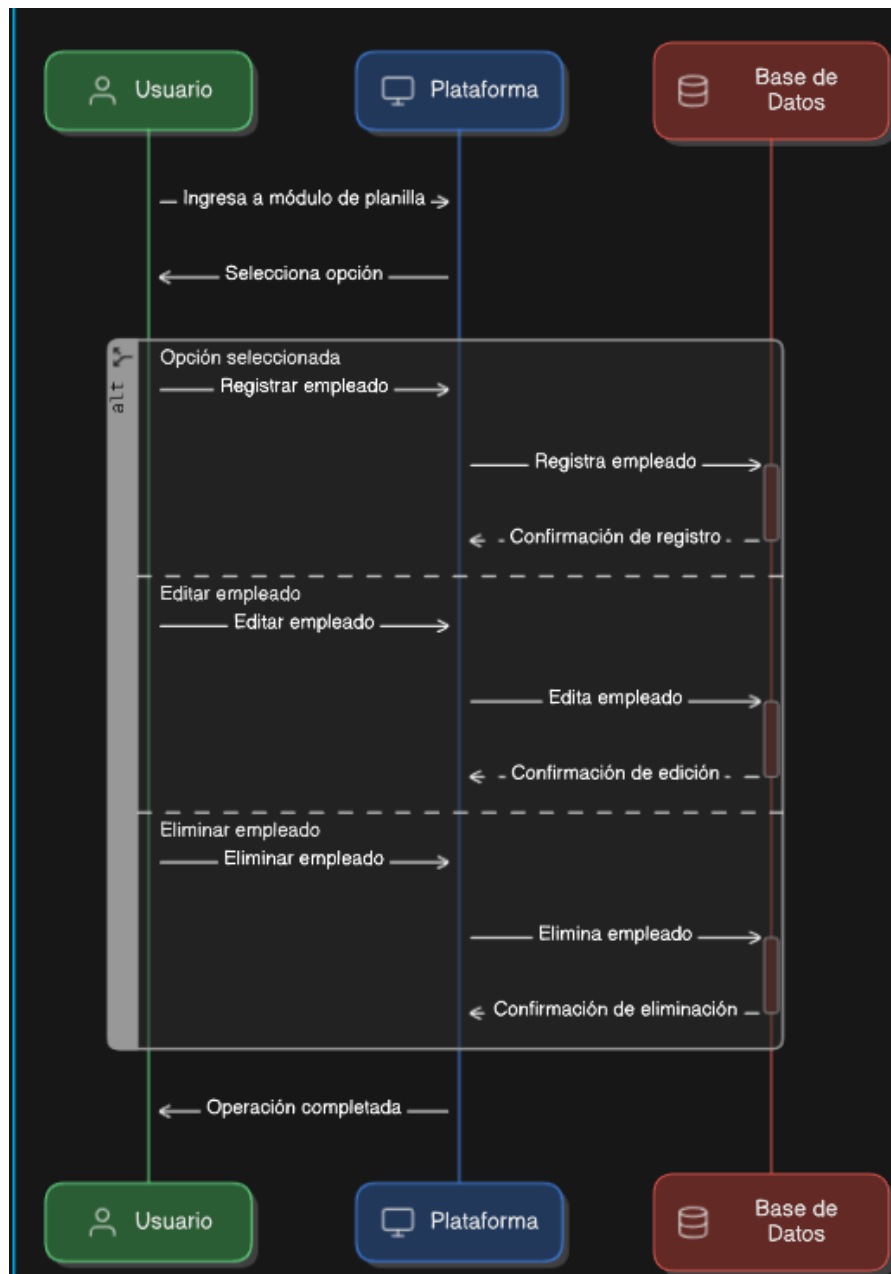 Usuario
Plataforma
Base de
Datos
Ingresa a módulo de planilla
Selecciona opción
alt
Opción seleccionada
Registrar empleado
Registra empleado
Confirmación de registro
Editar empleado
Editar empleado
Edita empleado
Confirmación de edición
Eliminar empleado
Eliminar empleado
Elimina empleado
Confirmación de eliminación
Operación completada
Usuario
Plataforma
Base de
Datos